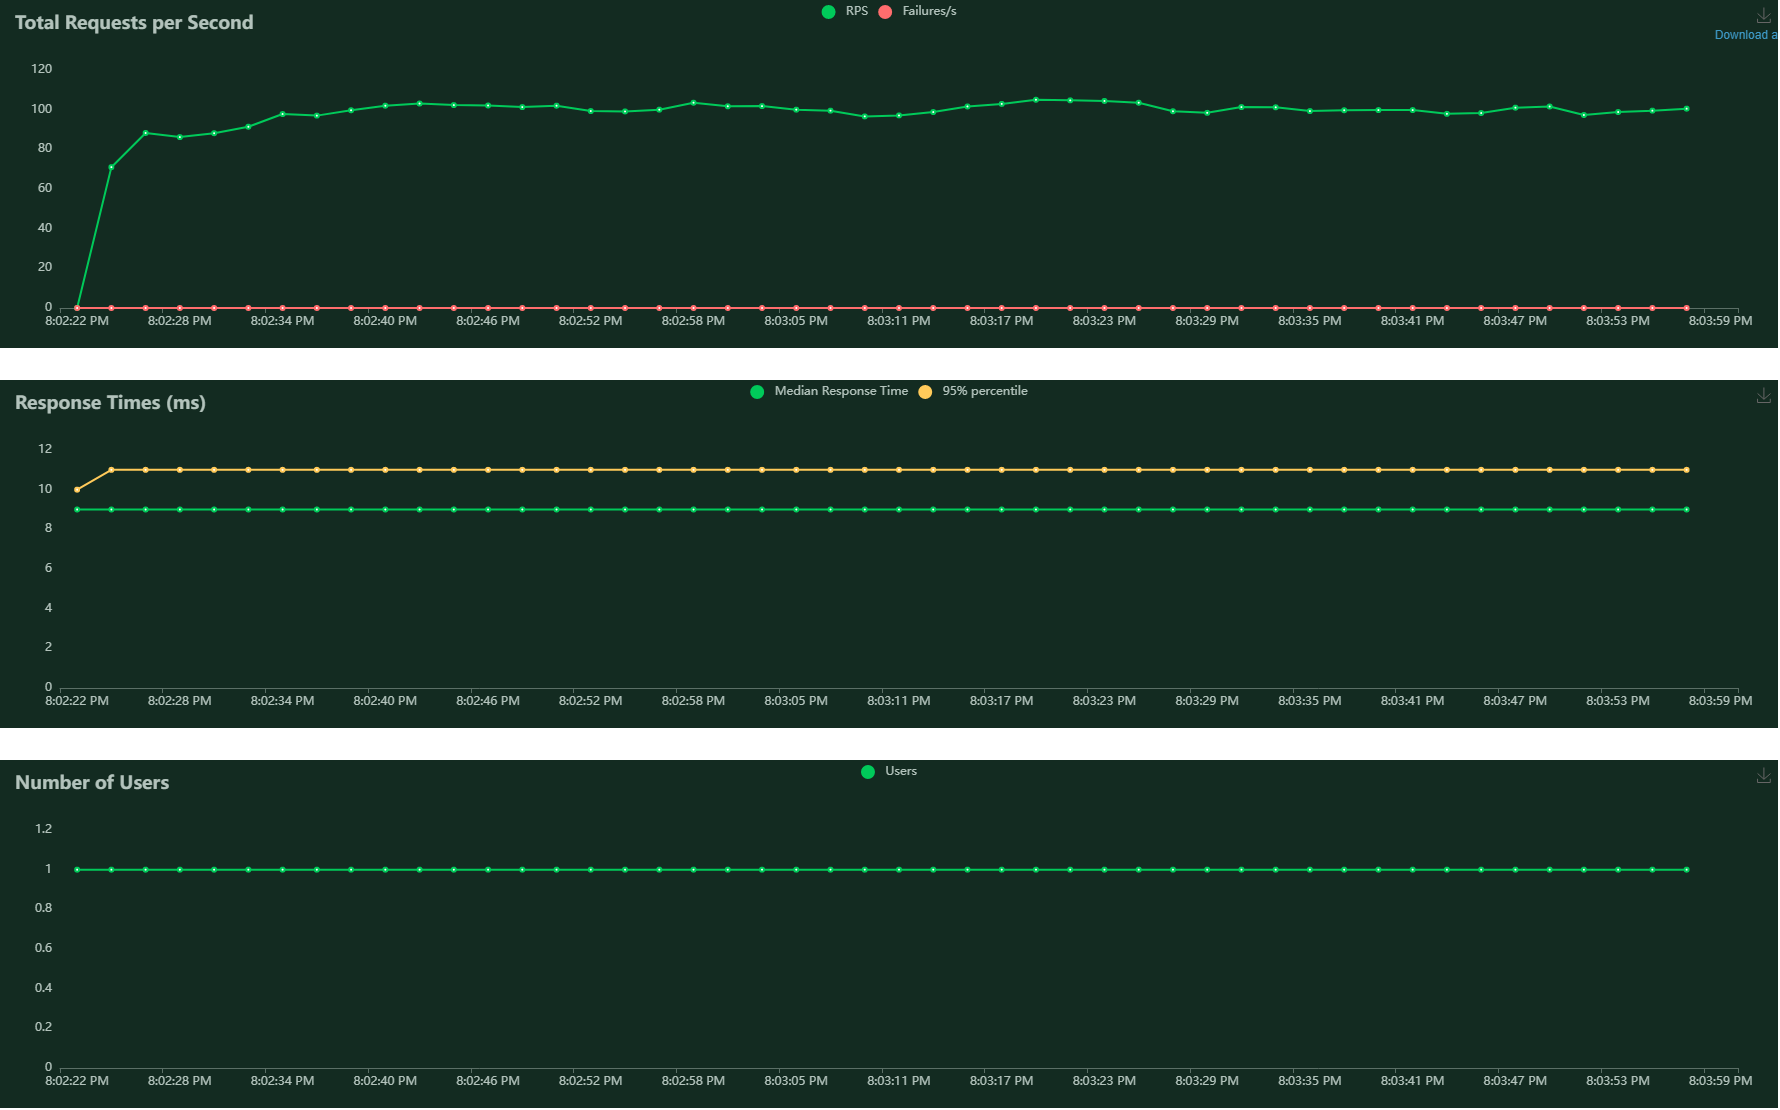 Total Requests per Second
RPS Failures/s
Download a
120
100
80
60
40
20
0
8:02:22 PM 8:02:28 PM 8:02:34 PM 8:02:40 PM 8:02:46 PM 8:02:52 PM 8:02:58 PM 8:03:05 PM 8:03:11 PM 8:03:17 PM 8:03:23 PM 8:03:29 PM 8:03:35 PM 8:03:41 PM 8:03:47 PM 8:03:53 PM 8:03:59 PM
Response Times (ms)
Median Response Time 95% percentile
12
10
8
6
4
2
0
8:02:22 PM 8:02:28 PM 8:02:34 PM 8:02:40 PM 8:02:46 PM 8:02:52 PM 8:02:58 PM 8:03:05 PM 8:03:11 PM 8:03:17 PM 8:03:23 PM 8:03:29 PM 8:03:35 PM 8:03:41 PM 8:03:47 PM 8:03:53 PM 8:03:59 PM
Number of Users
Users
1.2
1
0.8
0.6
0.4
0.2
0
8:02:22 PM 8:02:28 PM 8:02:34 PM 8:02:40 PM 8:02:46 PM 8:02:52 PM 8:02:58 PM 8:03:05 PM 8:03:11 PM 8:03:17 PM 8:03:23 PM 8:03:29 PM 8:03:35 PM 8:03:41 PM 8:03:47 PM 8:03:53 PM 8:03:59 PM